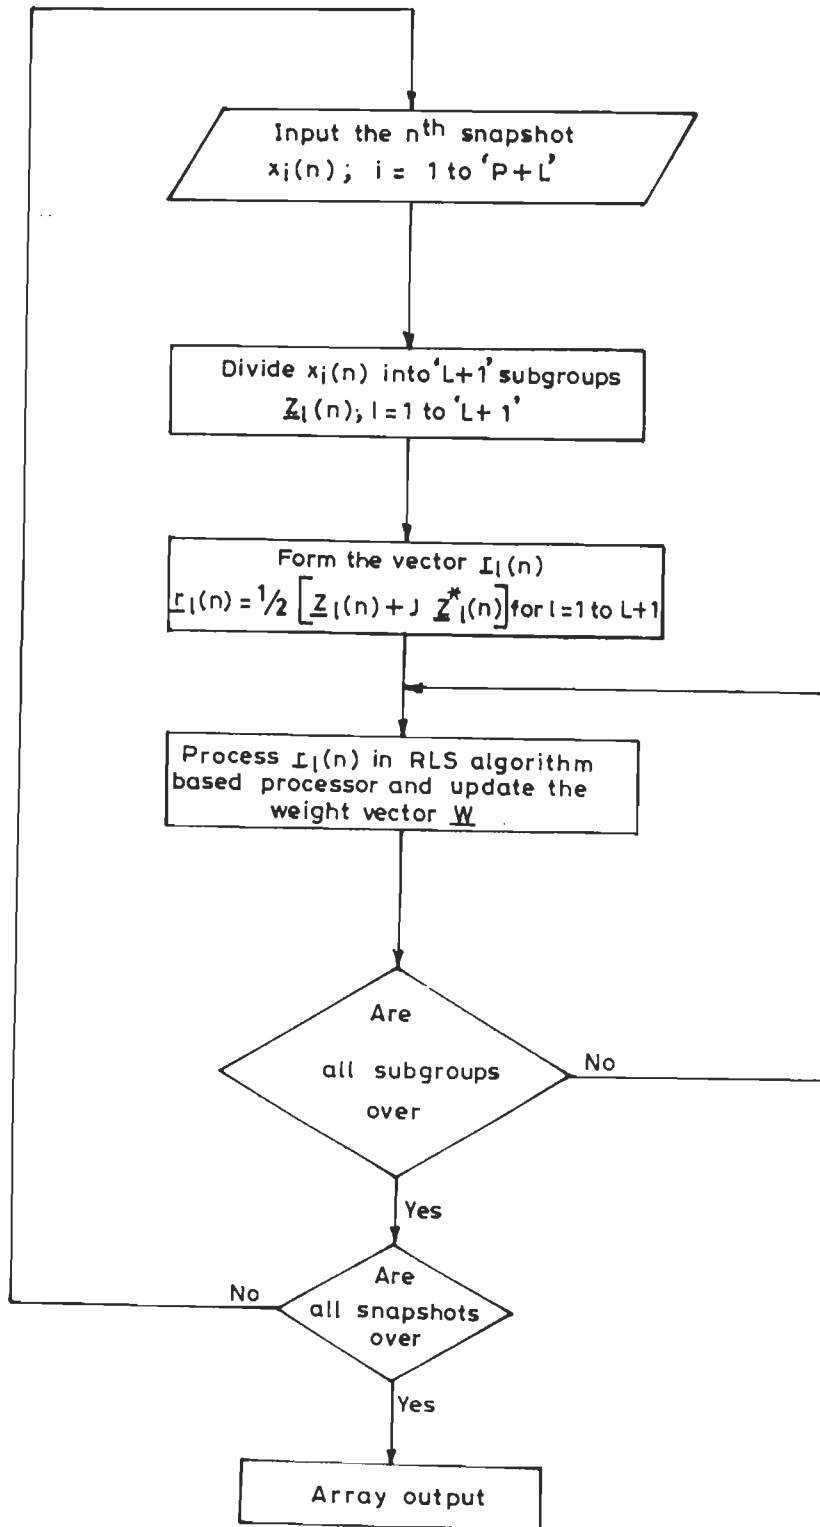 Input the nth snapshot
xi(n); i = 1 to 'P+L'
Divide xi(n) into 'L+1' subgroups
Zl(n); l = 1 to 'L+1'
Form the vector rl(n)
rl(n) = 1/2 [Zl(n) + J Z*l(n)] for l=1 to L+1
Process rl(n) in RLS algorithm
based processor and update the
weight vector W
Are
all subgroups
over
No
Yes
Are
No
all snapshots
over
Yes
Array output